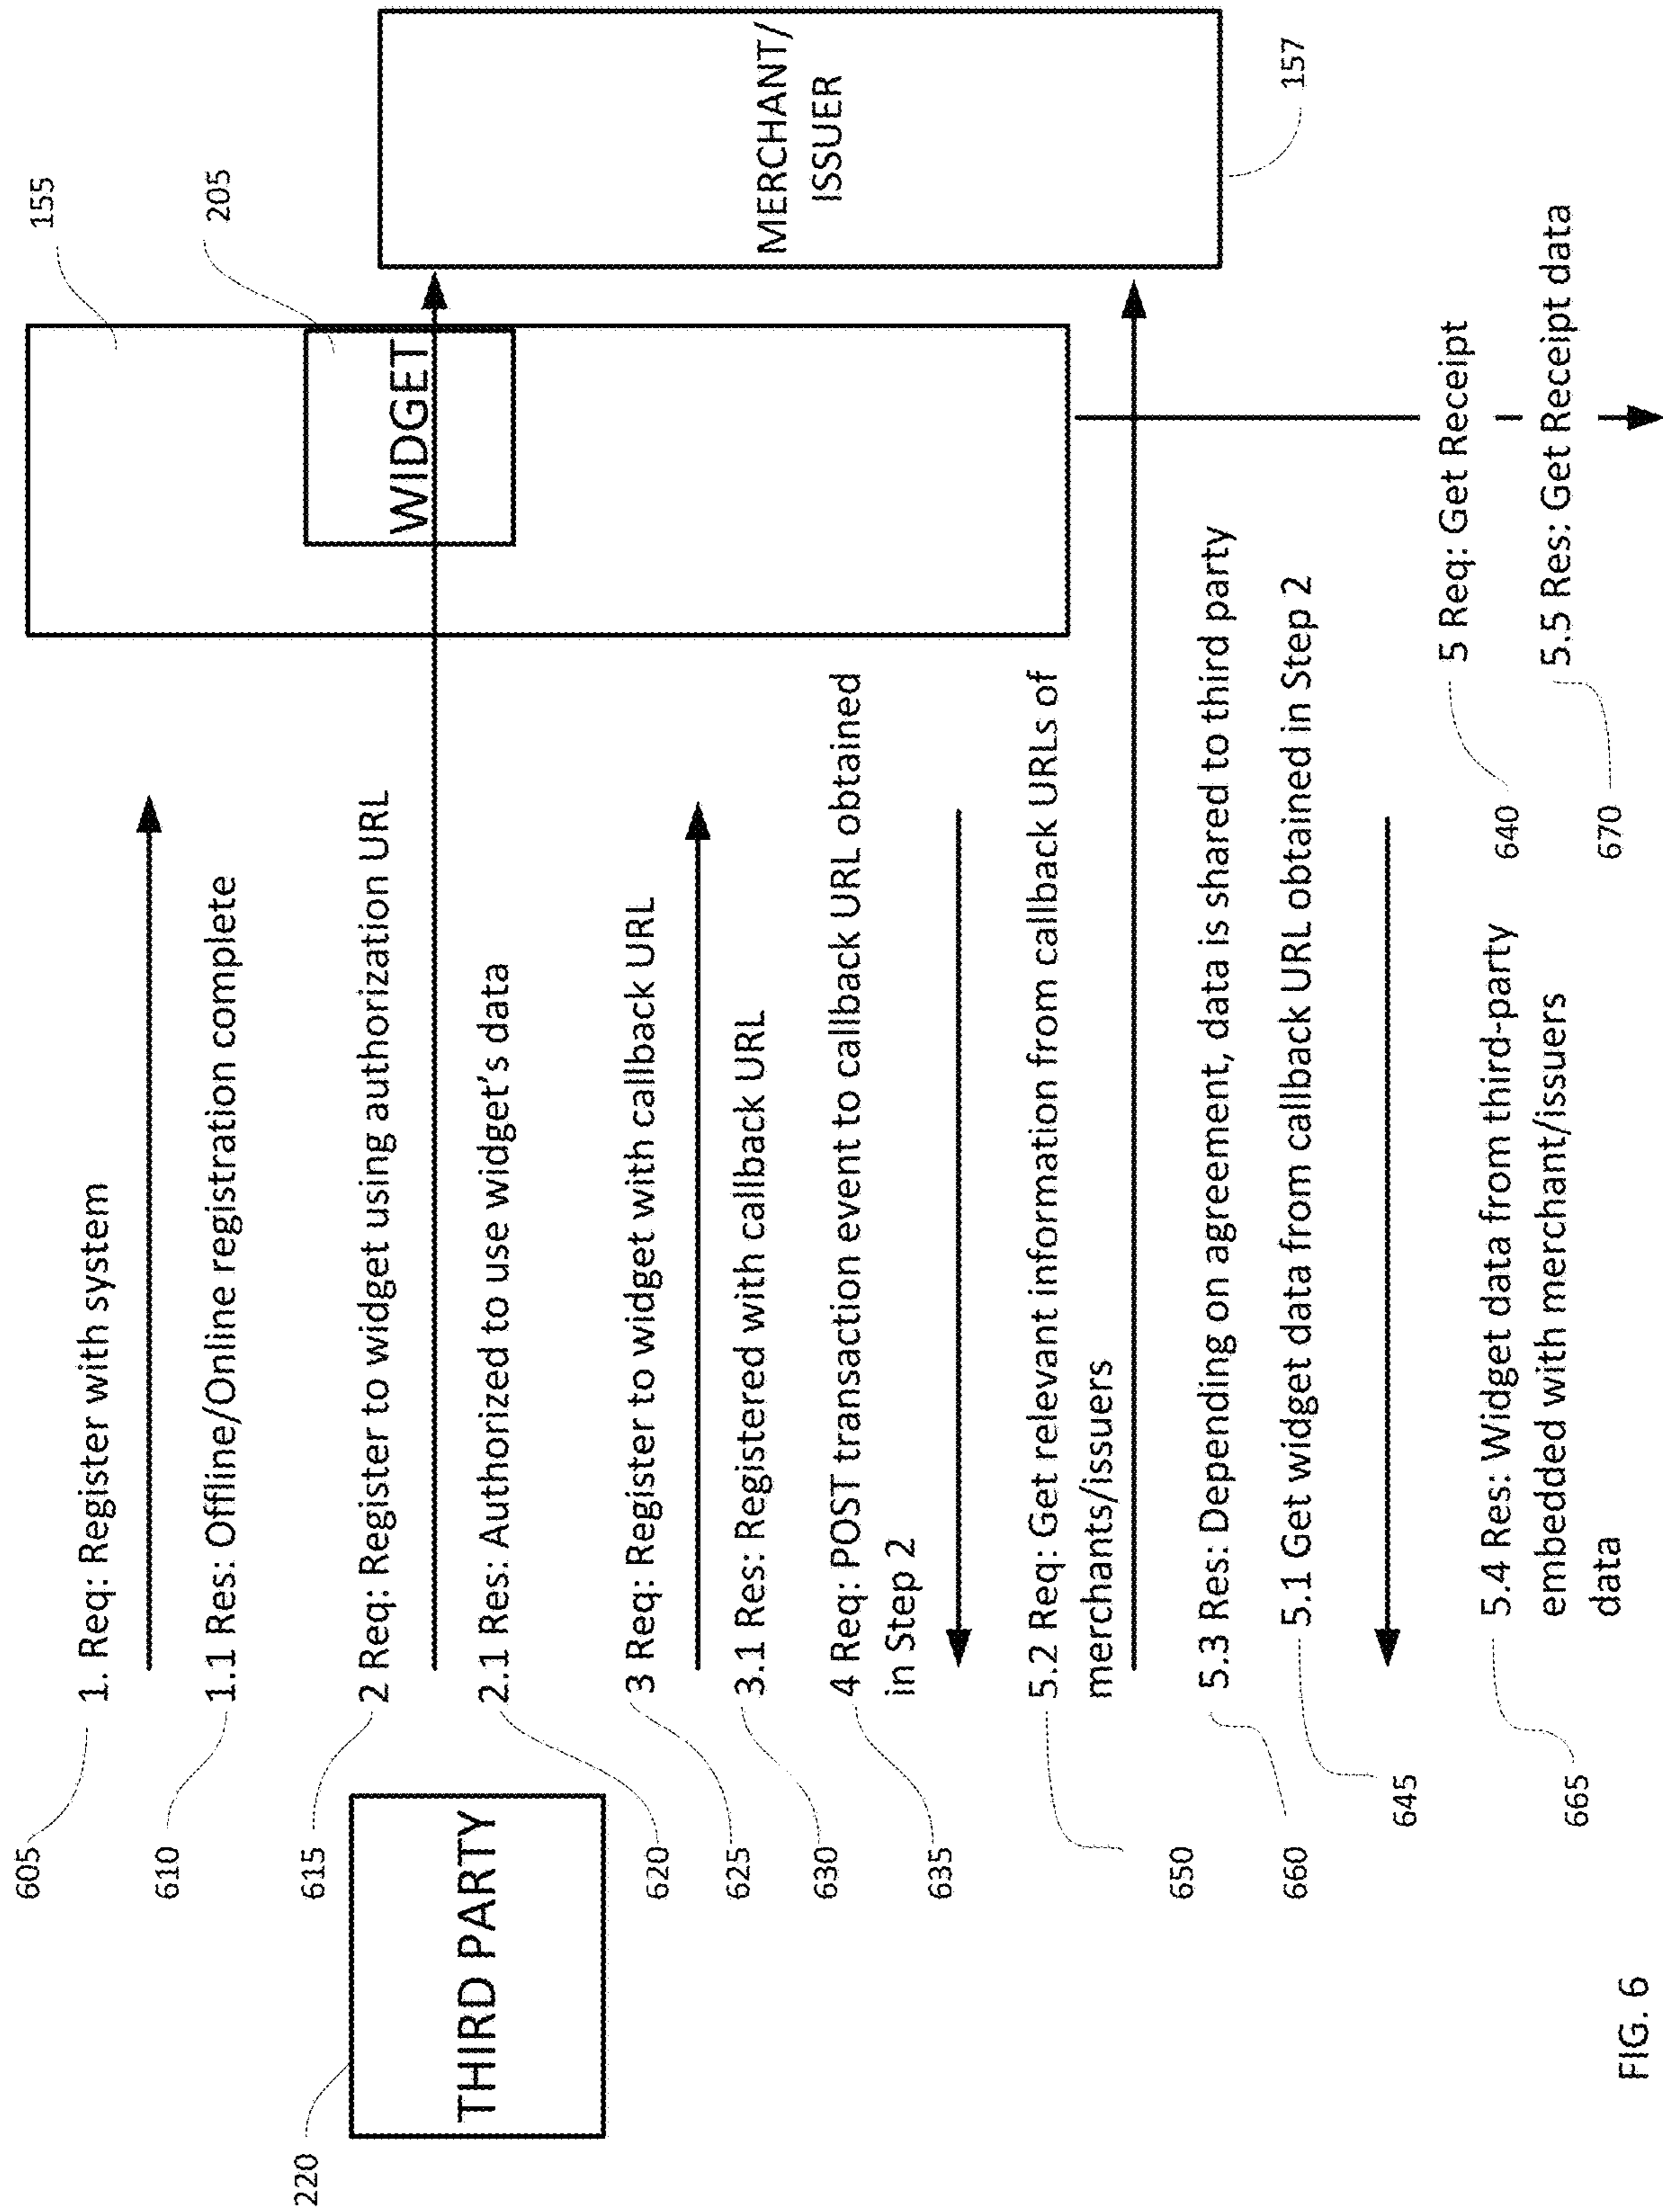 605
1. Req: Register with system
155
610
1.1 Res: Offline/Online registration complete
205
220
THIRD PARTY
615
2 Req: Register to widget using authorization URL
WIDGET
MERCHANT/
ISSUER
620
2.1 Res: Authorized to use widget's data
625
3 Req: Register to widget with callback URL
630
3.1 Res: Registered with callback URL
635
4 Req: POST transaction event to callback URL obtained
in Step 2
650
5.2 Req: Get relevant information from callback URLs of
merchants/issuers
157
660
5.3 Res: Depending on agreement, data is shared to third party
645
5.1 Get widget data from callback URL obtained in Step 2
665
5.4 Res: Widget data from third-party
embedded with merchant/issuers
data
640
5 Req: Get Receipt
670
5.5 Res: Get Receipt data
FIG. 6